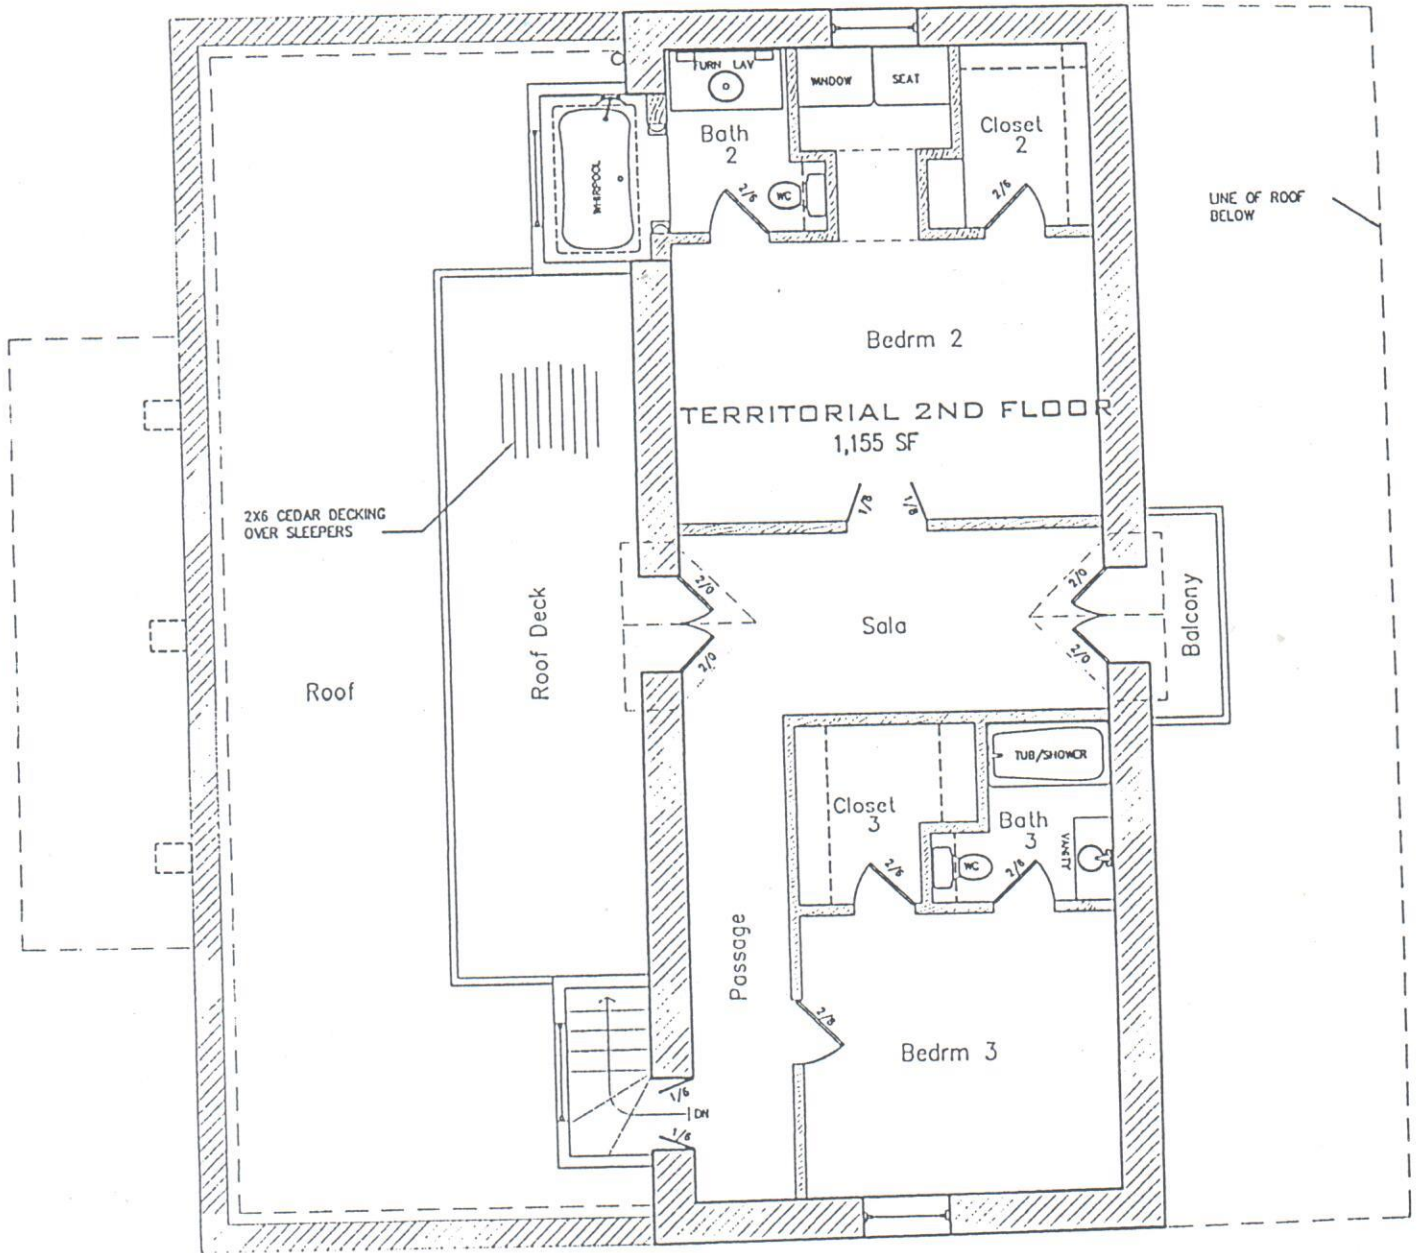 TURN LAV
WINDOW
SEAT
Bath
2
Closet
2
WHIRPOOL
2/6
WC
2/6
LINE OF ROOF
BELOW
Bedrm 2
TERRITORIAL 2ND FLOOR
1,155 SF
1/8
1/8
2X6 CEDAR DECKING
OVER SLEEPERS
2/0
2/0
Sala
Balcony
Roof Deck
2/0
2/0
Roof
TUB/SHOWER
Closet
3
Bath
3
VANITY
WC
2/6
2/6
Passage
2/8
Bedrm 3
1/6
DN
1/6